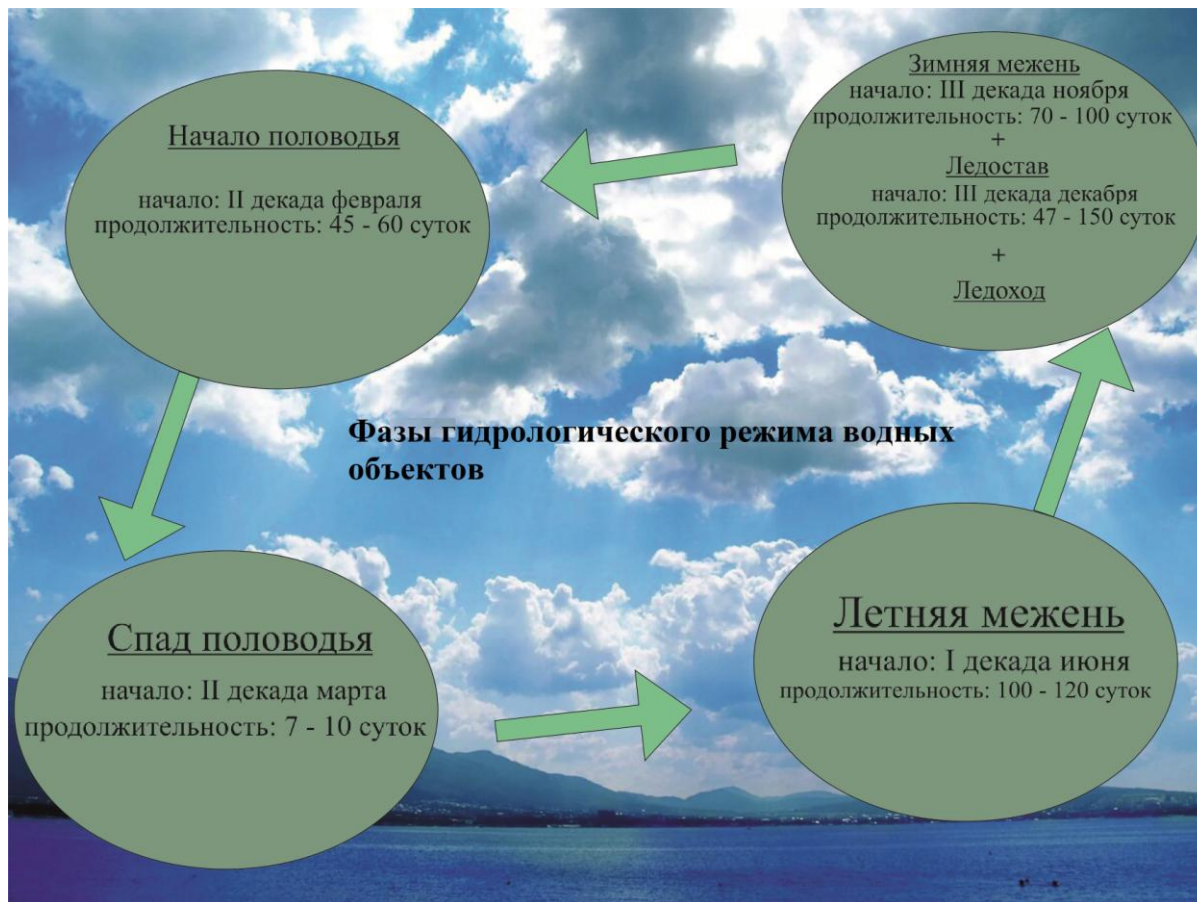 Зимняя межень
начало: III декада ноября
продолжительность: 70 - 100 суток
+
Ледостав
начало: III декада декабря
продолжительность: 47 - 150 суток
+
Ледоход
Начало половодья
начало: II декада февраля
продолжительность: 45 - 60 суток
Фазы гидрологического режима водных
объектов
Спад половодья
начало: II декада марта
продолжительность: 7 - 10 суток
Летняя межень
начало: I декада июня
продолжительность: 100 - 120 суток